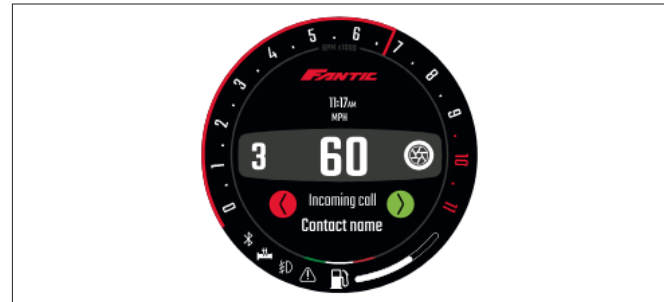 0 . 1 . 2 . 3 . 4 . 5 . 6 . 7 . 8 . 9 . 10 . 11
RPM x1000
FANTIC
11:17AM
MPH
3 60
Incoming call
Contact name